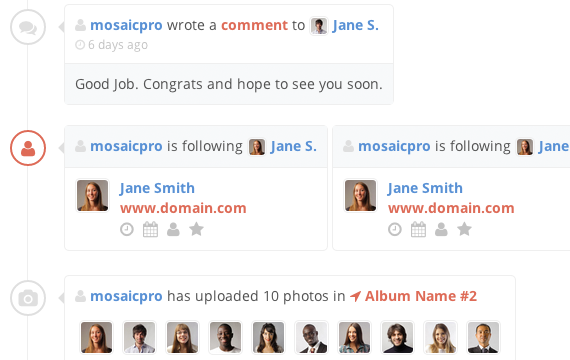 mosaicpro wrote a comment to Jane S.
6 days ago
Good Job. Congrats and hope to see you soon.
mosaicpro is following Jane S.
Jane Smith
www.domain.com
mosaicpro is following Jane
Jane Smith
www.domain.com
mosaicpro has uploaded 10 photos in Album Name #2